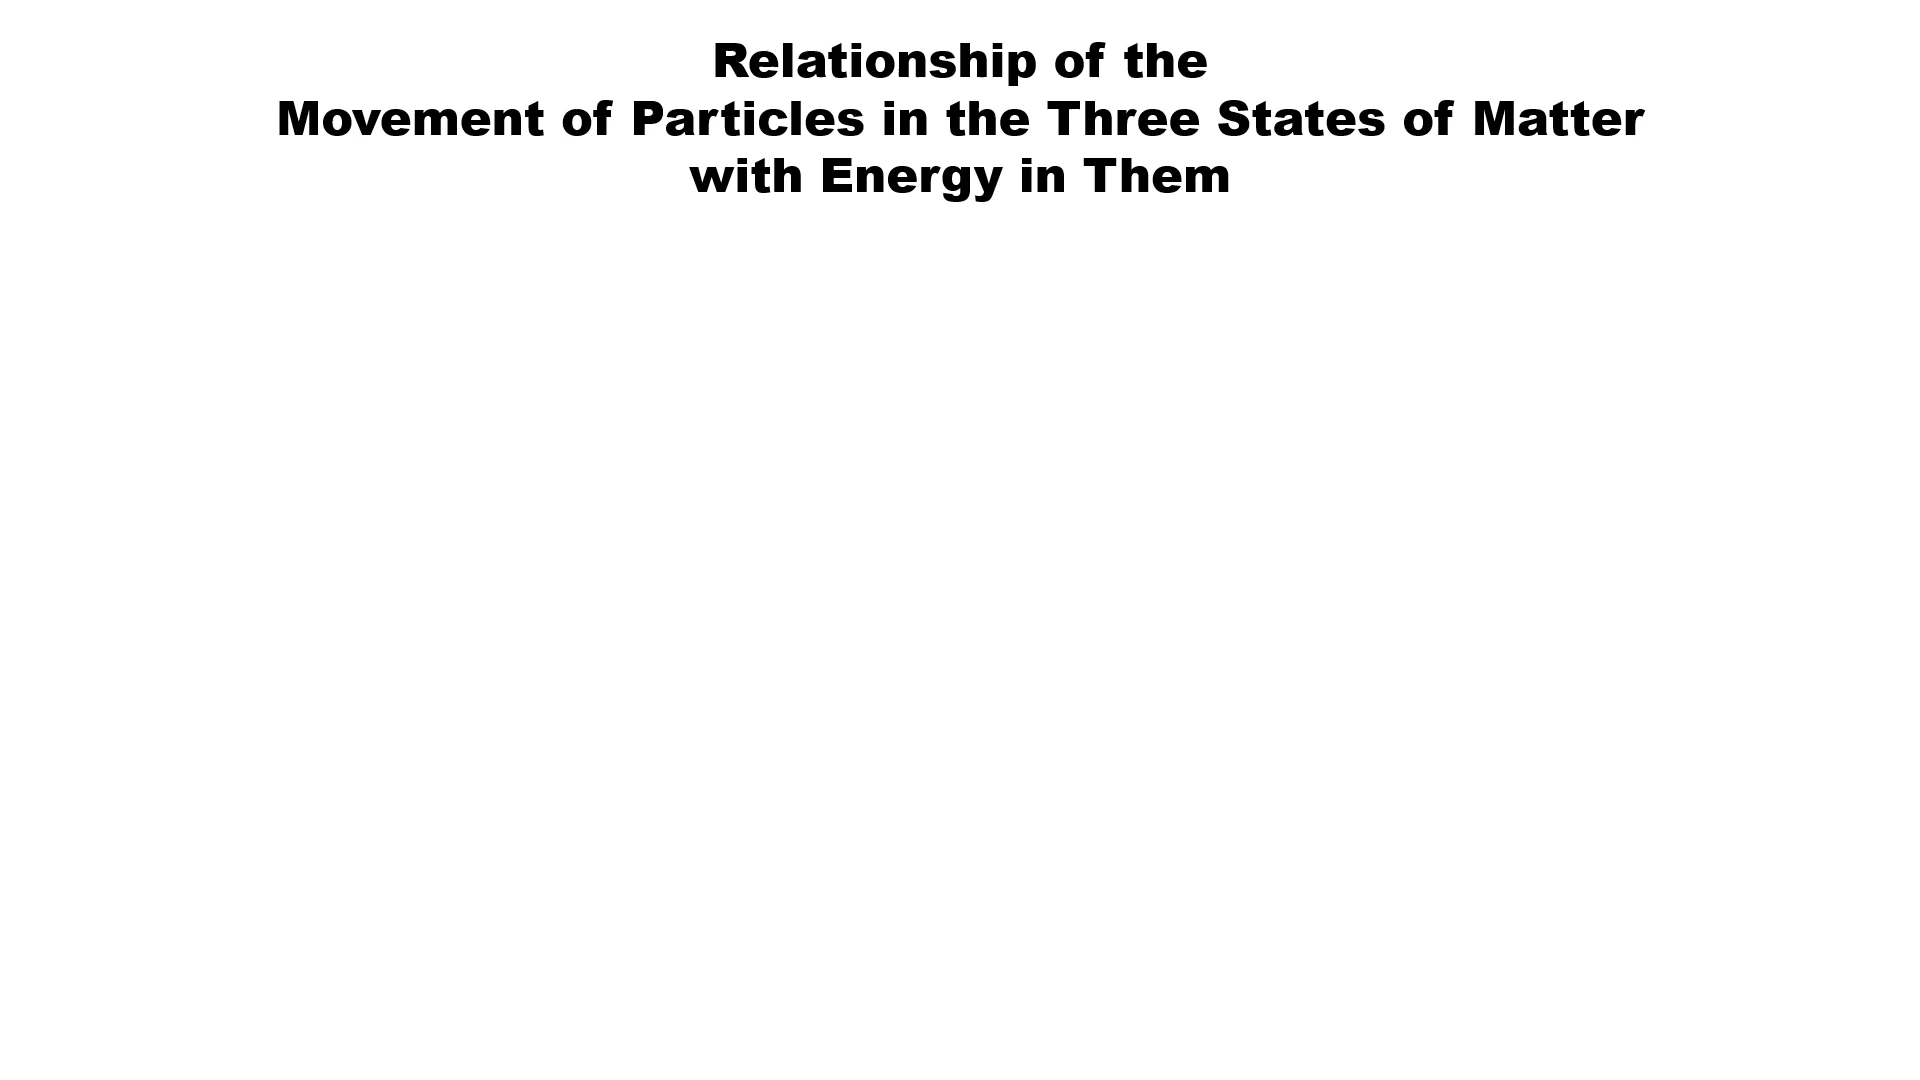 Relationship of the
Movement of Particles in the Three States of Matter
with Energy in Them